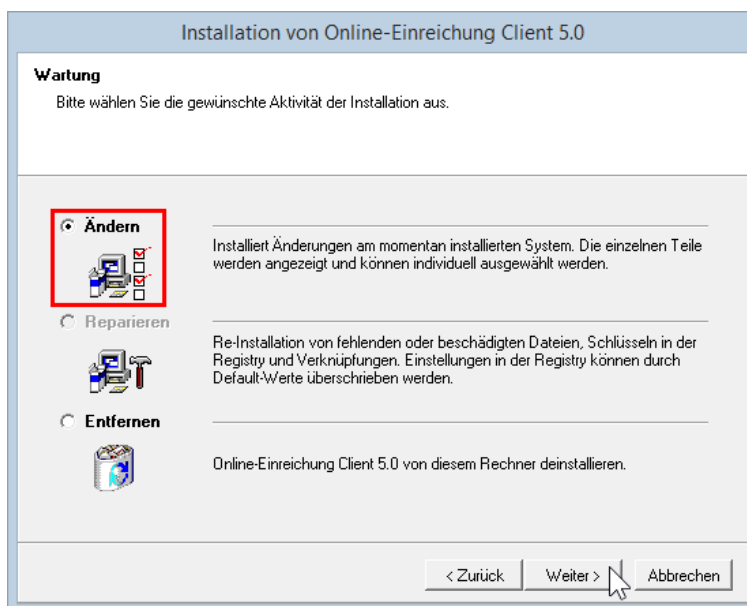 Installation von Online-Einreichung Client 5.0
Wartung
Bitte wählen Sie die gewünschte Aktivität der Installation aus.
Ändern
Installiert Änderungen am momentan installierten System. Die einzelnen Teile
werden angezeigt und können individuell ausgewählt werden.
Reparieren
Re-Installation von fehlenden oder beschädigten Dateien, Schlüsseln in der
Registry und Verknüpfungen. Einstellungen in der Registry können durch
Default-Werte überschrieben werden.
Entfernen
Online-Einreichung Client 5.0 von diesem Rechner deinstallieren.
< Zurück
Weiter >
Abbrechen